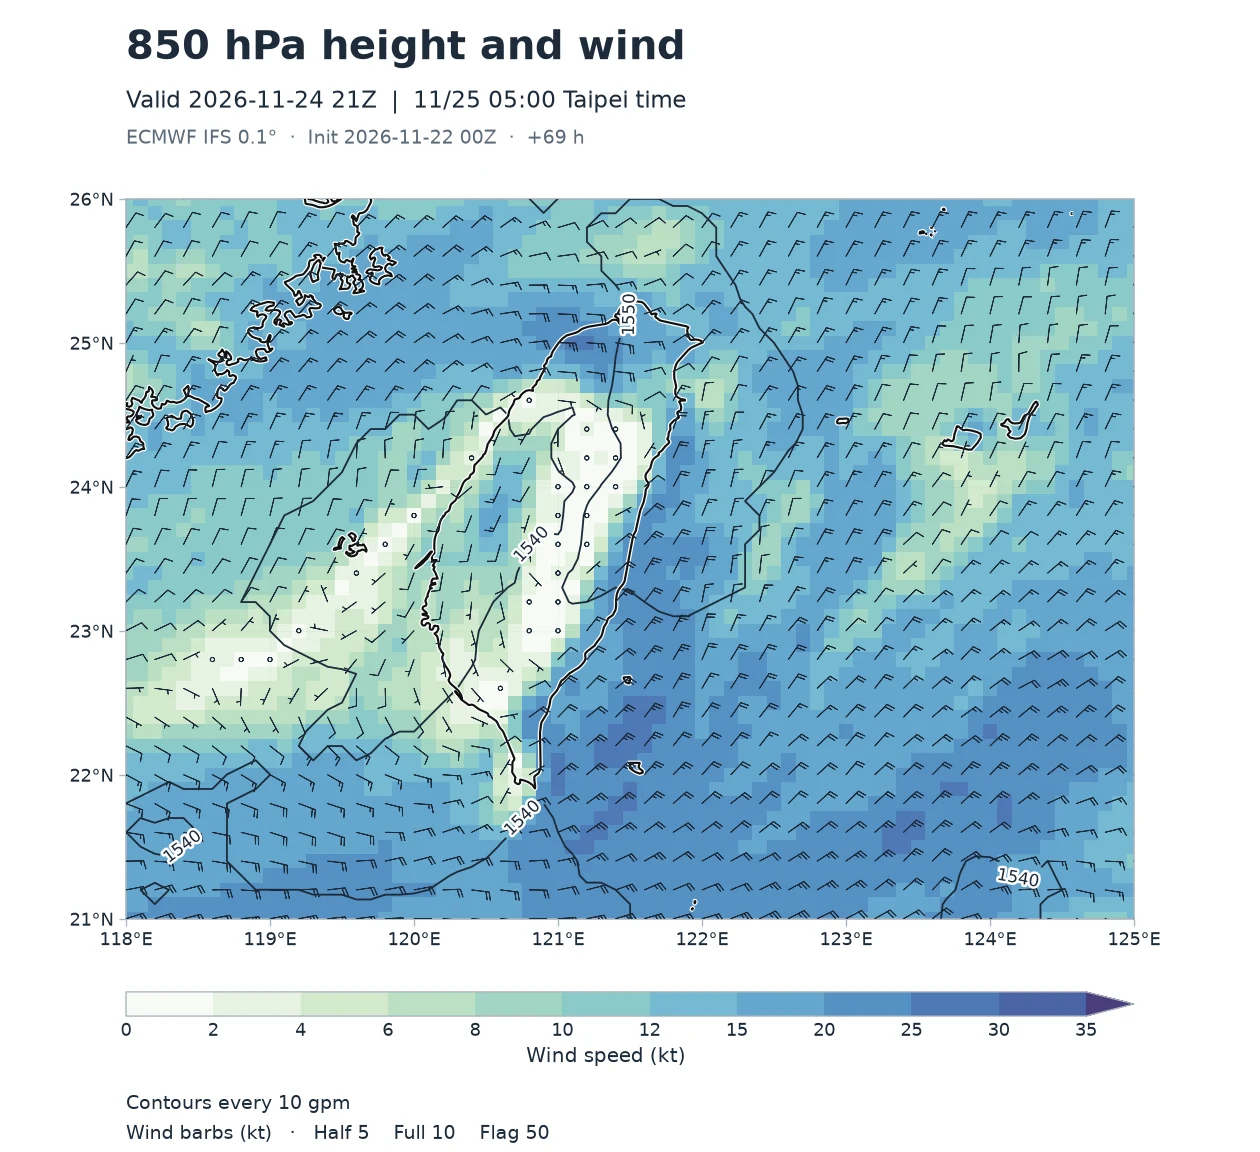 850 hPa height and wind
Valid 2026-11-24 21Z | 11/25 05:00 Taipei time
ECMWF IFS 0.1° · Init 2026-11-22 00Z · +69 h
26°N
25°N
24°N
23°N
22°N
21°N
1550
1540
1540
1540
1540
118°E 119°E 120°E 121°E 122°E 123°E 124°E 125°E
0 2 4 6 8 10 12 15 20 25 30 35
Wind speed (kt)
Contours every 10 gpm
Wind barbs (kt) · Half 5 Full 10 Flag 50